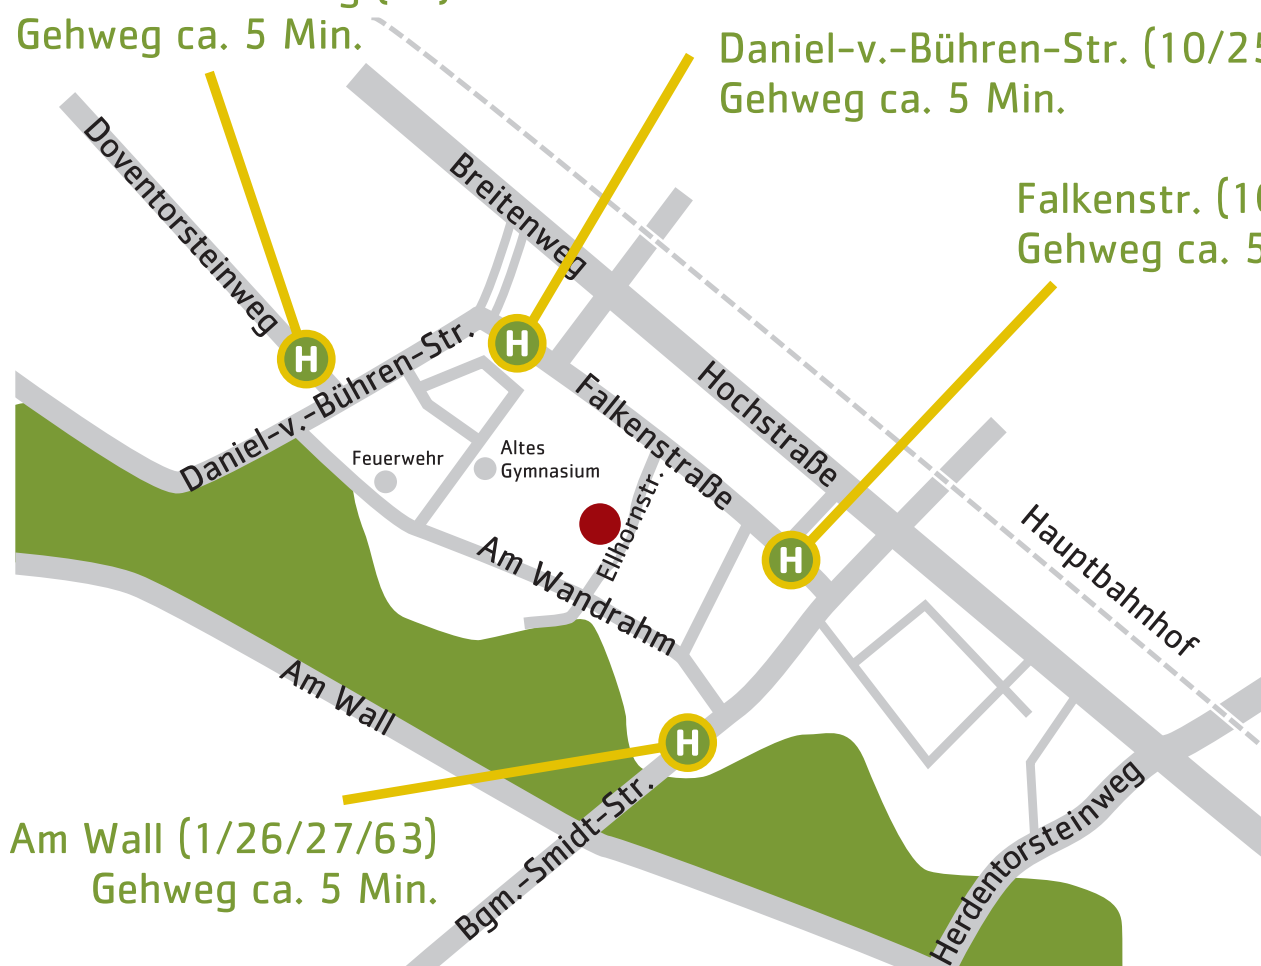 Gehweg ca. 5 Min.
Daniel-v.-Bühren-Str. (10/25
Gehweg ca. 5 Min.
Falkenstr. (10
Gehweg ca. 5
Doventorsteinweg
Breitenweg
H
H
Daniel-v.-Bühren-Str.
Falkenstraße
Hochstraße
Feuerwehr
Altes
Gymnasium
Ellhornstr.
H
Hauptbahnhof
Am Wandrahm
Am Wall
H
Bgm.-Smidt-Str.
Herdentorsteinweg
Am Wall (1/26/27/63)
Gehweg ca. 5 Min.